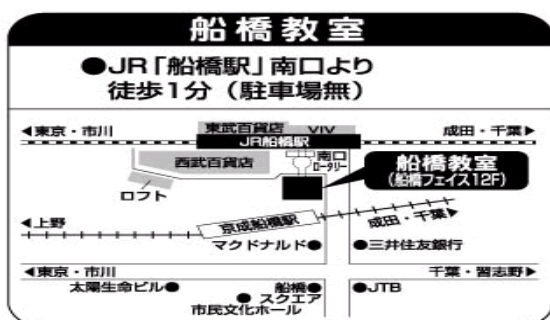 船橋教室
●JR「船橋駅」南口より
徒歩1分（駐車場無）
◀東京・市川
東武百貨店
VIV
成田・千葉▶
JR船橋駅
西武百貨店
南口
ロータリー
船橋教室
(船橋フェイス12F)
ロフト
◀上野
京成船橋駅
成田・千葉▶
マクドナルド●
●三井住友銀行
◀東京・市川
千葉・習志野▶
太陽生命ビル●
船橋●
スクエア
●JTB
●
市民文化ホール